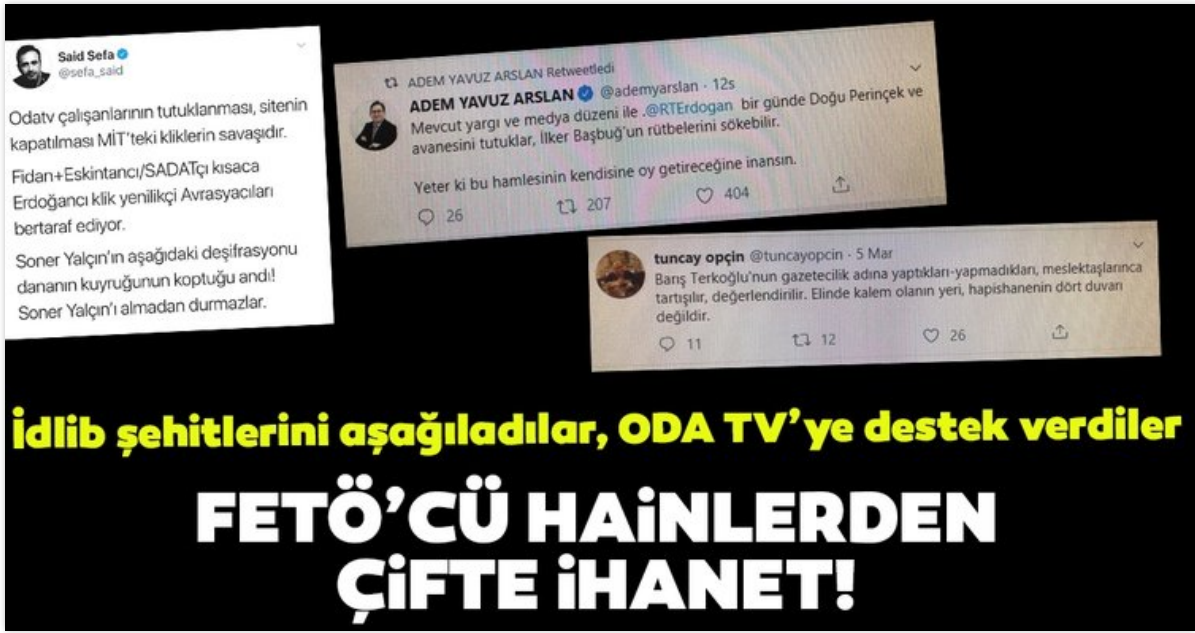 Said Sefa
@sefa_said
Odatv çalışanlarının tutuklanması, sitenin
kapatılması MİT'teki kliklerin savaşıdır.
Fidan+Eskintancı/SADATçı kısaca
Erdoğancı klik yenilikçi Avrasyacıları
bertaraf ediyor.
Soner Yalçın'ın aşağıdaki deşifrasyonu
dananın kuyruğunun koptuğu andı!
Soner Yalçın'ı almadan durmazlar.
ADEM YAVUZ ARSLAN Retweetledi
ADEM YAVUZ ARSLAN @ademyarslan · 12s
Mevcut yargı ve medya düzeni ile .@RTErdogan bir günde Doğu Perinçek ve
avanesini tutuklar, İlker Başbuğ'un rütbelerini sökebilir.
Yeter ki bu hamlesinin kendisine oy getireceğine inansın.
26 207 404
tuncay opçin @tuncayopcin · 5 Mar
Barış Terkoğlu'nun gazetecilik adına yaptıkları-yapmadıkları, meslektaşlarınca
tartışılır, değerlendirilir. Elinde kalem olanın yeri, hapishanenin dört duvarı
değildir.
11 12 26
İdlib şehitlerini aşağıladılar, ODA TV'ye destek verdiler
FETÖ'CÜ HAİNLERDEN
ÇİFTE İHANET!